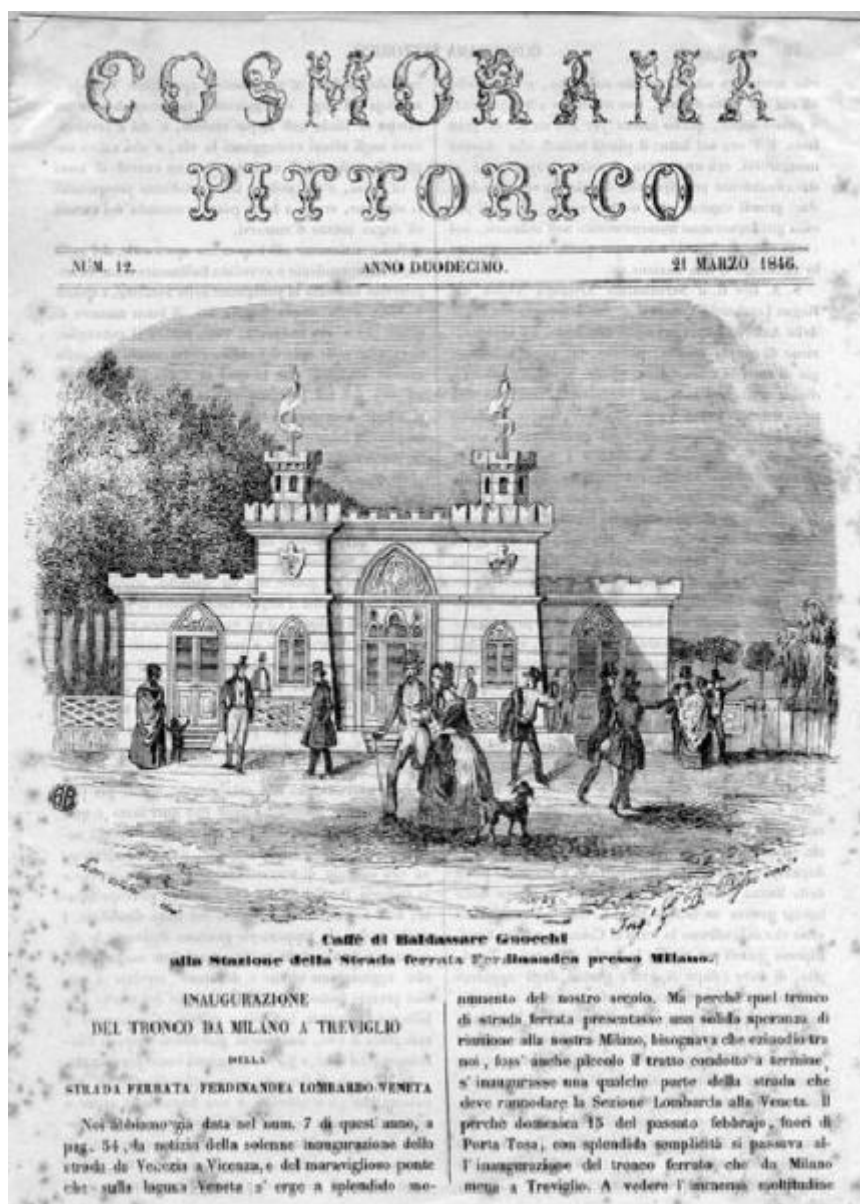 COSMORAMA
PITTORICO
NUM. 12.
ANNO DUODECIMO.
21 MARZO 1846.
Caffè di Baldassare Gnocchi
alla Stazione della Strada ferrata Ferdinandea presso Milano.
INAUGURAZIONE
DEL TRONCO DA MILANO A TREVIGLIO
DELLA
STRADA FERRATA FERDINANDEA LOMBARDO-VENETA
Noi abbiamo già data nel num. 7 di quest' anno, a
pag. 54, la notizia della solenne inaugurazione della
strada da Venezia a Vicenza, e del maraviglioso ponte
che sulla laguna Veneta s' erge a splendido mo-
numento del nostro secolo. Ma perchè quel tronco
di strada ferrata presentasse una solida speranza di
riunione alla nostra Milano, bisognava che eziandio tra
noi, foss' anche piccolo il tratto condotto a termine,
s' inaugurasse una qualche parte della strada che
deve rannodare la Sezione Lombarda alla Veneta. Il
perchè domenica 15 del passato febbrajo, fuori di
Porta Tosa, con splendida semplicità si passava al-
l' inaugurazione del tronco ferrato che da Milano
mena a Treviglio. A vedere l' immensa moltitudine